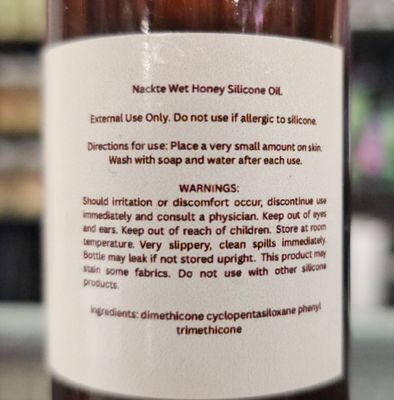 Nackte Wet Honey Silicone Oil.
External Use Only. Do not use if allergic to silicone.
Directions for use: Place a very small amount on skin.
Wash with soap and water after each use.
WARNINGS:
Should irritation or discomfort occur, discontinue use
immediately and consult a physician. Keep out of eyes
and ears. Keep out of reach of children. Store at room
temperature. Very slippery, clean spills immediately.
Bottle may leak if not stored upright. This product may
stain some fabrics. Do not use with other silicone
products.
Ingredients: dimethicone cyclopentasiloxane phenyl
trimethicone